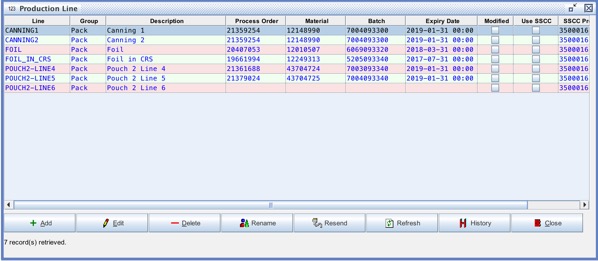 Production Line
Line Group Description Process Order Material Batch Expiry Date Modified Use SSCC SSCC Pr
CANNING1 Pack Canning 1 21359254 12148990 7004093300 2019-01-31 00:00 3500016
CANNING2 Pack Canning 2 21359254 12148990 7004093300 2019-01-31 00:00 3500016
FOIL Pack Foil 20407053 12010507 6069093320 2018-03-31 00:00 3500016
FOIL_IN_CRS Pack Foil in CRS 19661994 12249313 5205093340 2017-07-31 00:00 3500016
POUCH2-LINE4 Pack Pouch 2 Line 4 21361688 43704724 7003093340 2019-01-31 00:00 3500016
POUCH2-LINE5 Pack Pouch 2 Line 5 21379024 43704725 7004093340 2019-01-31 00:00 3500016
POUCH2-LINE6 Pack Pouch 2 Line 6 3500016
Add Edit Delete Rename Resend Refresh History Close
7 record(s) retrieved.